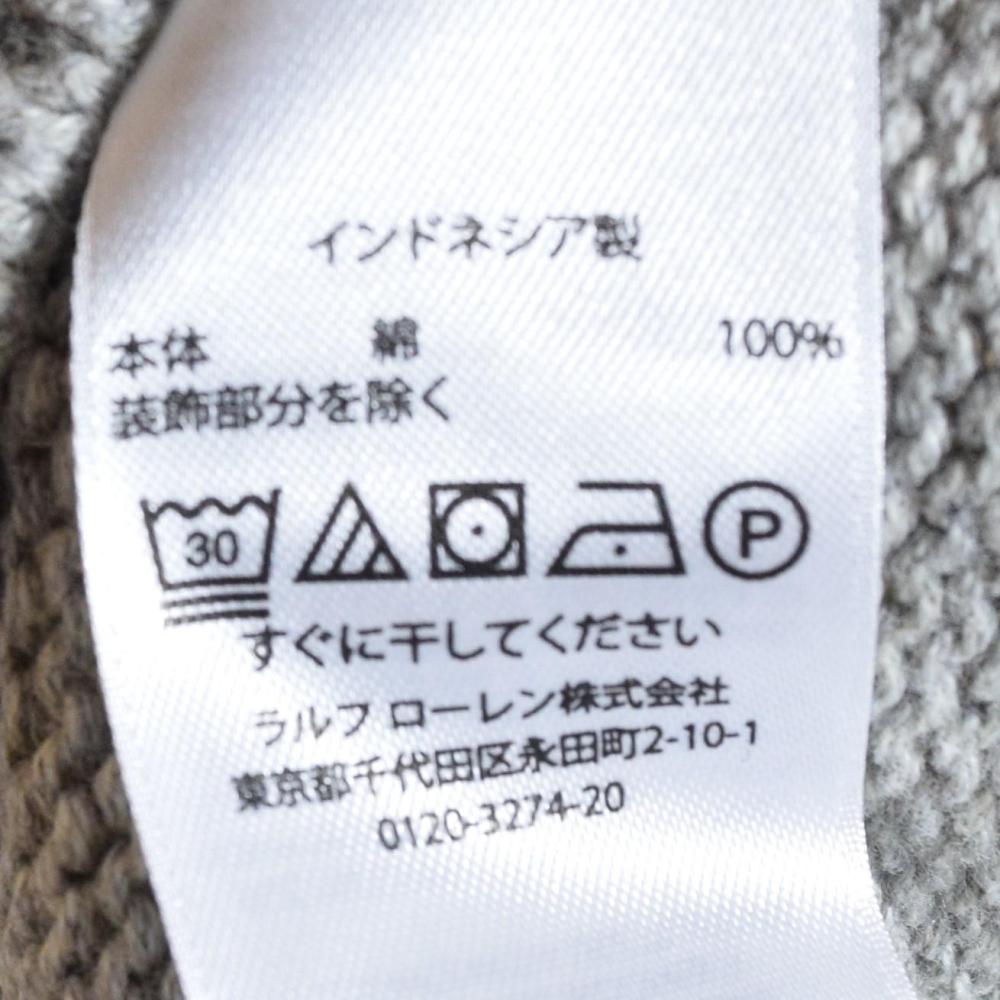 インドネシア製
本体 綿 100%
装飾部分を除く
30 P
すぐに干してください
ラルフ ローレン株式会社
東京都千代田区永田町2-10-1
0120-3274-20